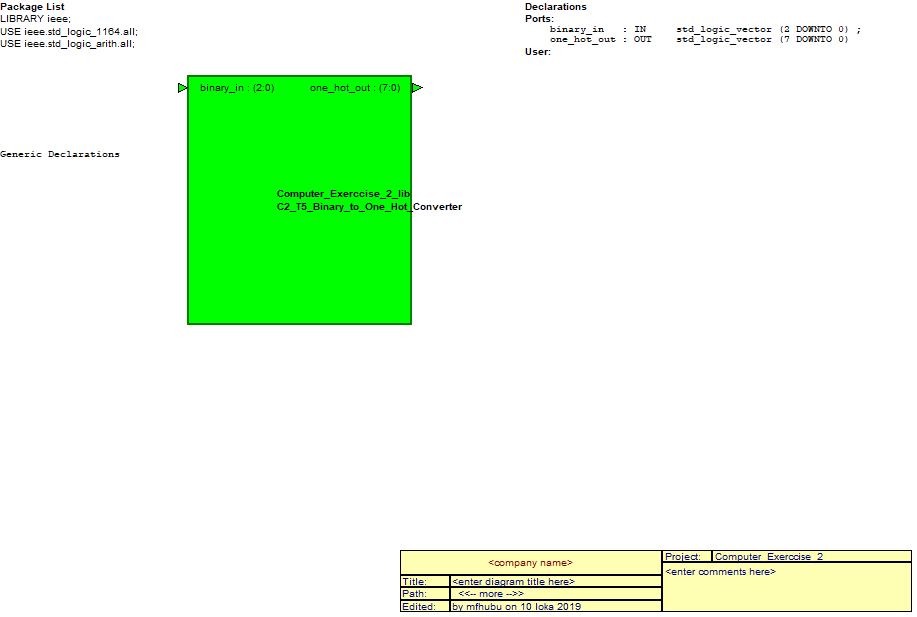 Package List
LIBRARY ieee;
USE ieee.std_logic_1164.all;
USE ieee.std_logic_arith.all;
Declarations
Ports:
binary_in : IN std_logic_vector (2 DOWNTO 0) ;
one_hot_out : OUT std_logic_vector (7 DOWNTO 0)
User:
binary_in : (2:0) one_hot_out : (7:0)
Generic Declarations
Computer_Exerccise_2_lib
C2_T5_Binary_to_One_Hot_Converter
<company name>
Project: Computer_Exerccise_2
<enter comments here>
Title: <enter diagram title here>
Path: <<-- more -->>
Edited: by mfhubu on 10 loka 2019